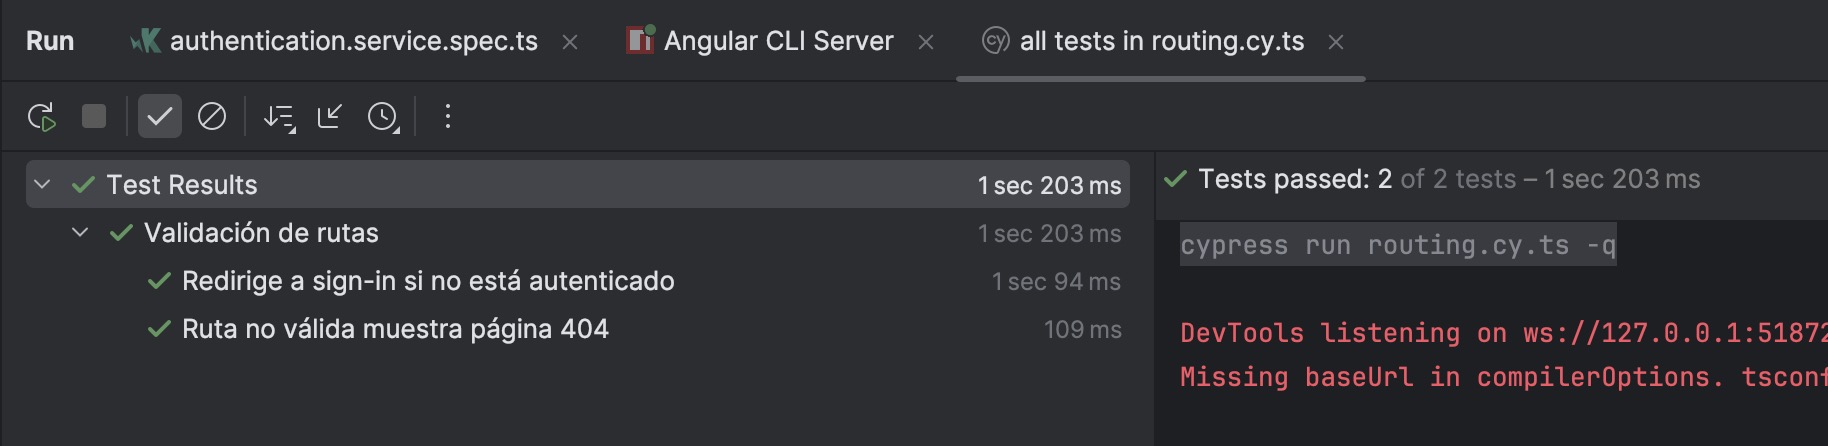 Run authentication.service.spec.ts Angular CLI Server all tests in routing.cy.ts
Test Results 1 sec 203 ms
Validación de rutas 1 sec 203 ms
Redirige a sign-in si no está autenticado 1 sec 94 ms
Ruta no válida muestra página 404 109 ms
Tests passed: 2 of 2 tests – 1 sec 203 ms
cypress run routing.cy.ts -q
DevTools listening on ws://127.0.0.1:51872
Missing baseUrl in compilerOptions. tsconf